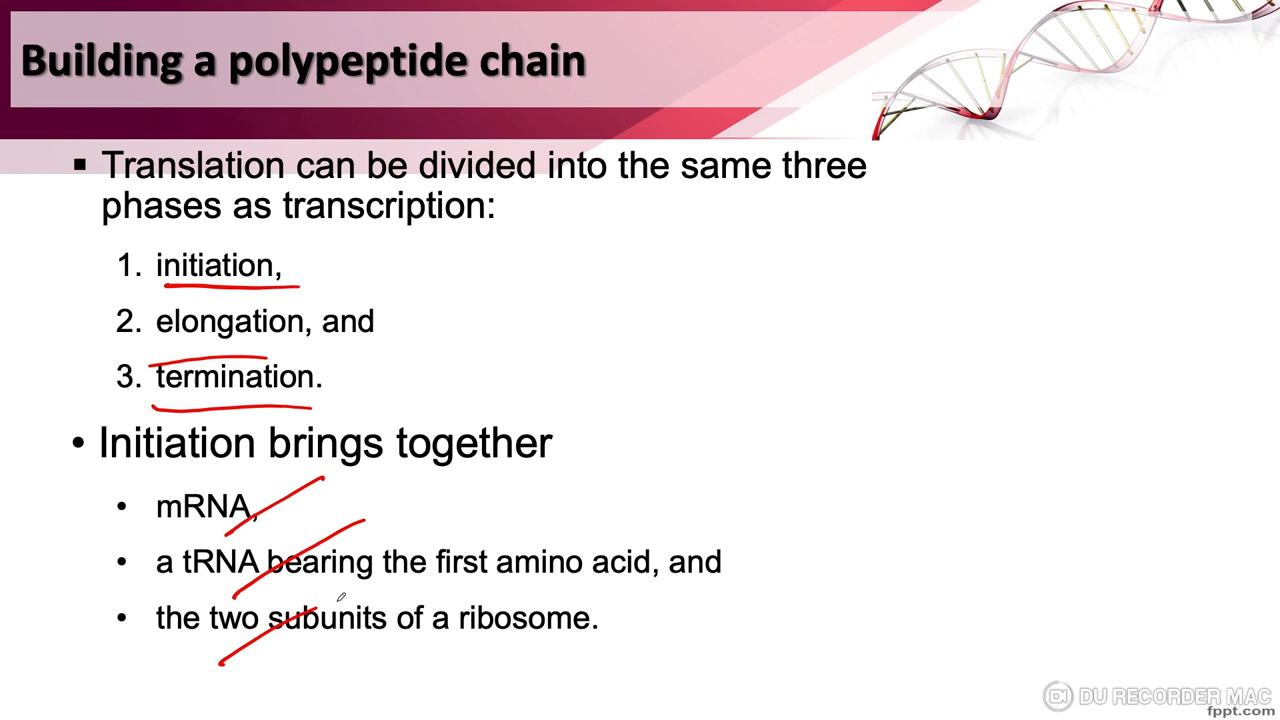 Building a polypeptide chain
▪ Translation can be divided into the same three
phases as transcription:
1. initiation,
2. elongation, and
3. termination.
• Initiation brings together
• mRNA,
• a tRNA bearing the first amino acid, and
• the two subunits of a ribosome.
DU RECORDER MAC
fppt.com